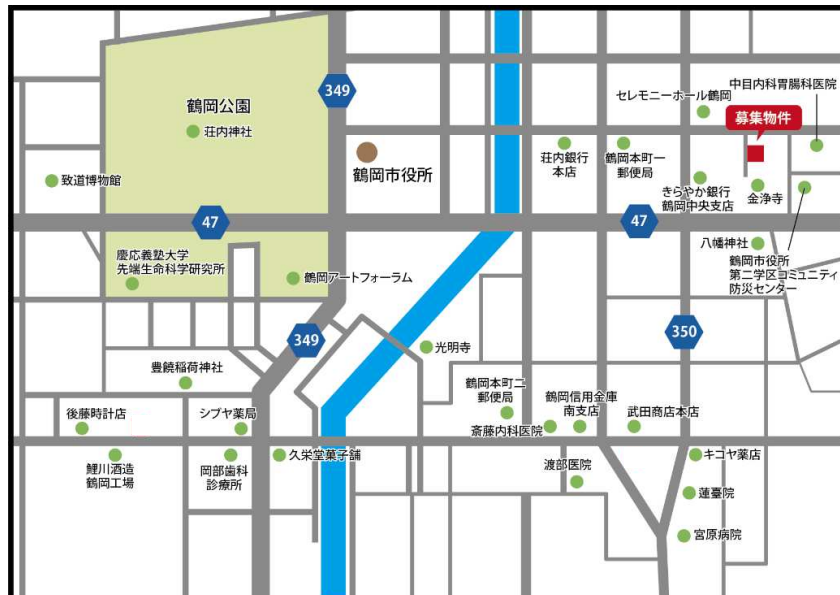 349
鶴岡公園
荘内神社
致道博物館
鶴岡市役所
荘内銀行
本店
鶴岡本町一
郵便局
セレモニーホール鶴岡
中目内科胃腸科医院
募集物件
きらやか銀行
鶴岡中央支店
金浄寺
47
47
八幡神社
鶴岡市役所
第二学区コミュニティ
防災センター
慶応義塾大学
先端生命科学研究所
鶴岡アートフォーラム
349
350
光明寺
豊饒稲荷神社
鶴岡本町二
郵便局
鶴岡信用金庫
南支店
武田商店本店
斎藤内科医院
後藤時計店
シブヤ薬局
鯉川酒造
鶴岡工場
岡部歯科
診療所
久栄堂菓子舗
渡部医院
キコヤ薬店
蓮臺院
宮原病院